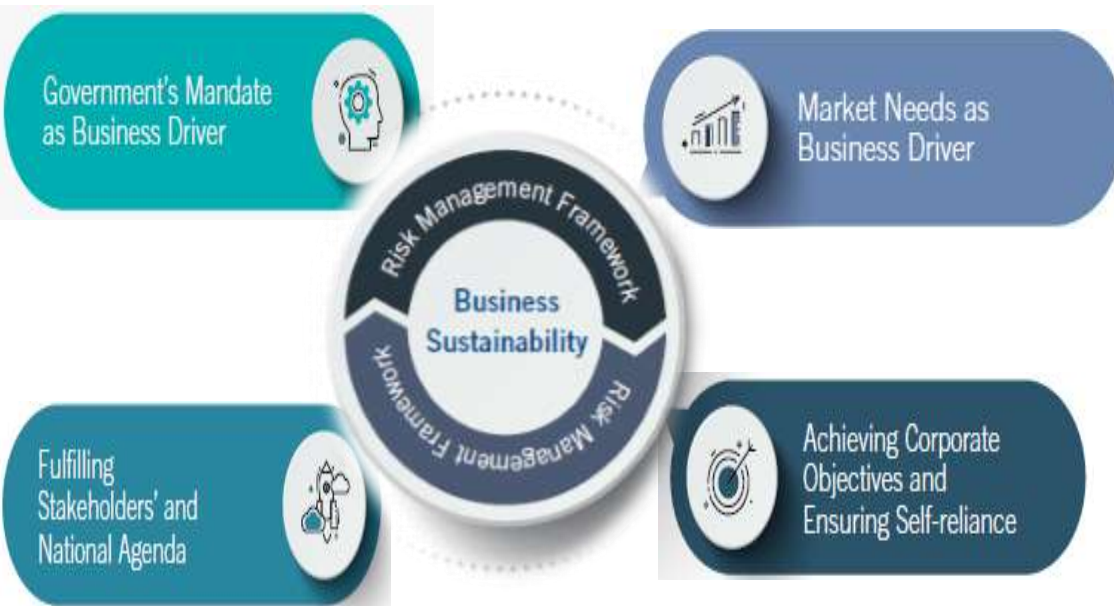 Government's Mandate
as Business Driver
Market Needs as
Business Driver
Risk Management Framework
Business
Sustainability
Risk Management Framework
Fulfilling
Stakeholders' and
National Agenda
Achieving Corporate
Objectives and
Ensuring Self-reliance